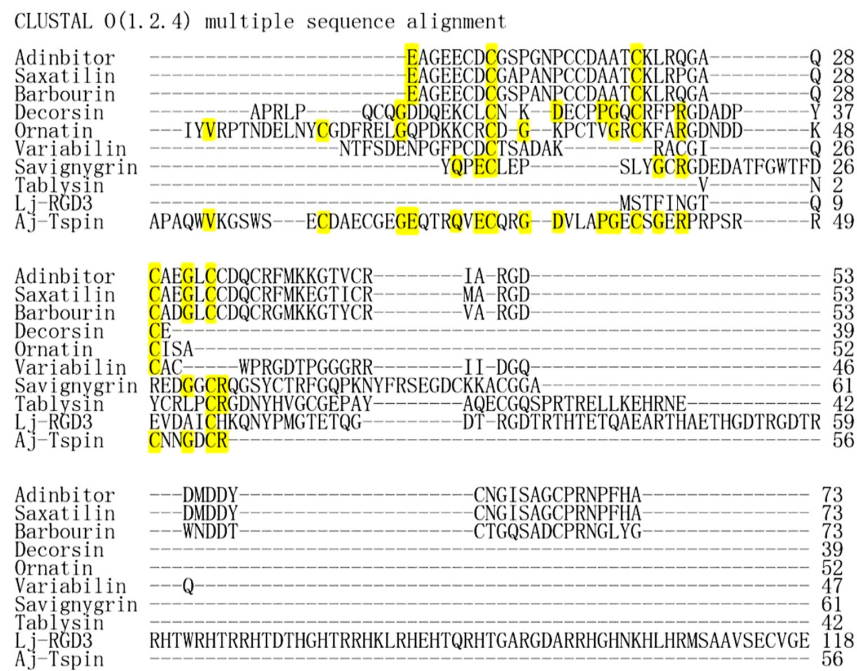 CLUSTAL O(1.2.4) multiple sequence alignment
Adinbitor -----------------------EAGEECDCGSPGNPCCDAATCKLRQGA---------Q 28
Saxatilin -----------------------EAGEECDCGAPANPCCDAATCKLRPGA---------Q 28
Barbourin -----------------------EAGEECDCGSPANPCCDAATCKLRQGA---------Q 28
Decorsin ---------APRLP-----QCQGDDQEKCLCN-K--DECPPGQCRFPRGDADP------Y 37
Ornatin ---IYVRPTNDELNYCGDFRELGQPDKKCRCD-G--KPCTVGRCKFARGDNDD------K 48
Variabilin -----------------NTFSDENPGFPCDCTSADAK--------RACGI---------Q 26
Savignygrin --------------------------YQPECLEP--------SLYGCRGDEDATFGWTFD 26
Tablysin -------------------------------------------------V---------N 2
Lj-RGD3 ------------------------------------------MSTFINGT---------Q 9
Aj-Tspin APAQWVKGSWS---ECDAECGEGEQTRQVECQRG--DVLAPGECSGERPRPSR------R 49
Adinbitor CAEGLCCDQCRFMKKGTVCR--------IA-RGD-------------------------- 53
Saxatilin CAEGLCCDQCRFMKEGTICR--------MA-RGD-------------------------- 53
Barbourin CADGLCCDQCRGMKKGTYCR--------VA-RGD-------------------------- 53
Decorsin CE---------------------------------------------------------- 39
Ornatin CISA-------------------------------------------------------- 52
Variabilin CAC-----WPRGDTPGGGRR--------II-DGQ-------------------------- 46
Savignygrin REDGGCRQGSYCTRFGQPKNYFRSEGDCKKACGGA------------------------- 61
Tablysin YCRLPCRGDNYHVGCGEPAY--------AQECGQSPRTRELLKEHRNE------------ 42
Lj-RGD3 EVDAICHKQNYPMGTETQG---------DT-RGDTRTHTETQAEARTHAETHGDTRGDTR 59
Aj-Tspin CNNGDCR----------------------------------------------------- 56
Adinbitor ---DMDDY---------------------CNGISAGCPRNPFHA--------------- 73
Saxatilin ---DMDDY---------------------CNGISAGCPRNPFHA--------------- 73
Barbourin ---WNDDT---------------------CTGQSADCPRNGLYG--------------- 73
Decorsin ----------------------------------------------------------- 39
Ornatin ----------------------------------------------------------- 52
Variabilin ---Q------------------------------------------------------- 47
Savignygrin ----------------------------------------------------------- 61
Tablysin ----------------------------------------------------------- 42
Lj-RGD3 RHTWRHTRRHTDTHGHTRRHKLRHEHTQRHTGARGDARRHGHNKHLHRMSAAVSECVGE 118
Aj-Tspin ----------------------------------------------------------- 56